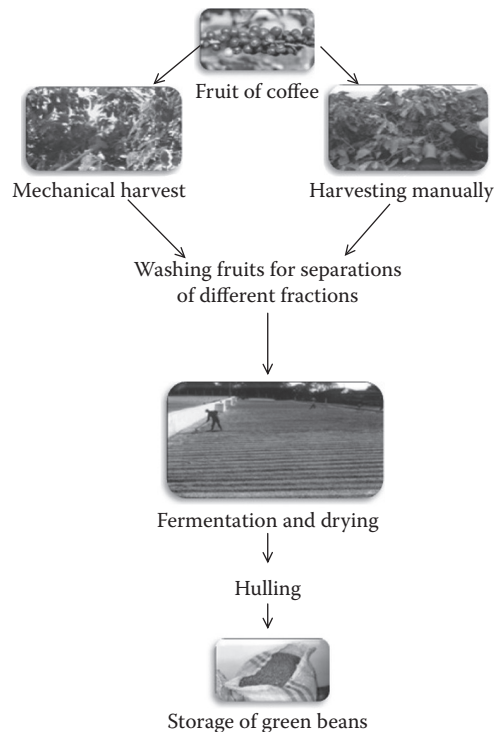 Fruit of coffee
Mechanical harvest
Harvesting manually
Washing fruits for separations
of different fractions
Fermentation and drying
Hulling
Storage of green beans